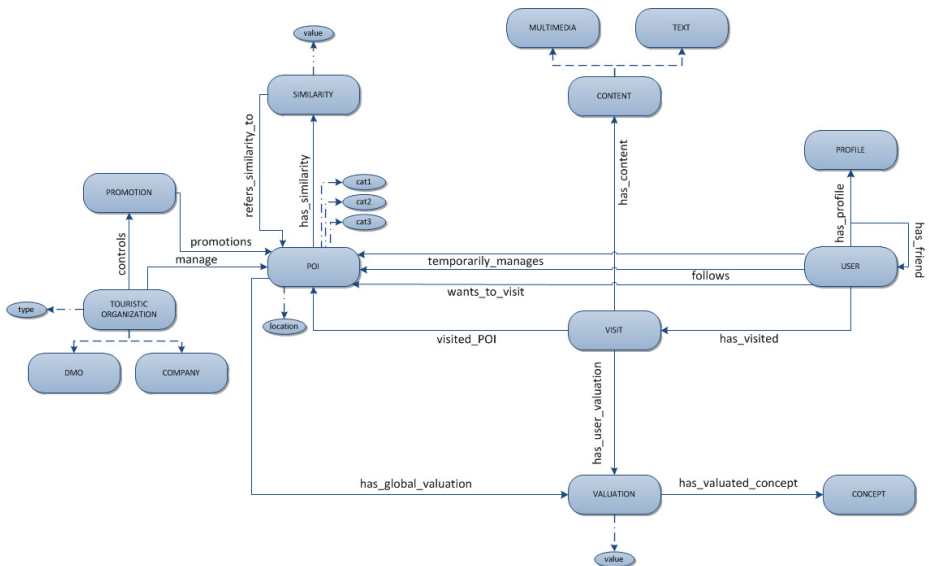 MULTIMEDIA
TEXT
value
SIMILARITY
CONTENT
refers_similarity_to
has_similarity
has_content
PROFILE
cat1
cat2
cat3
PROMOTION
has_profile
has_friend
controls
promotions
manage
POI
temporarily_manages
follows
wants_to_visit
USER
type
TOURISTIC
ORGANIZATION
location
VISIT
visited_POI
has_visited
DMO
COMPANY
has_user_valuation
has_global_valuation
VALUATION
has_valuated_concept
CONCEPT
value